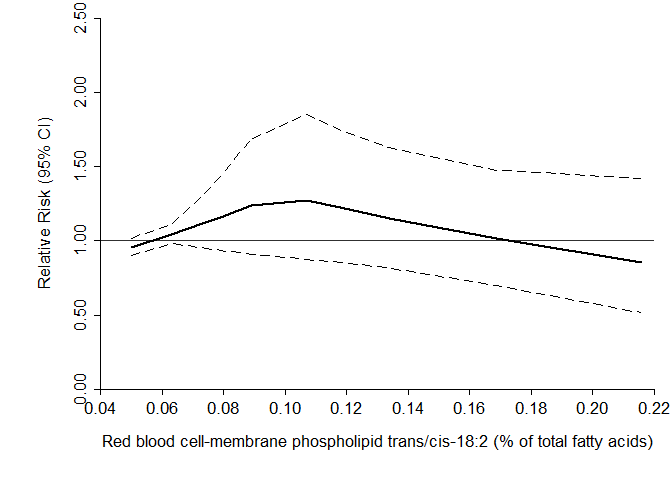 Relative Risk (95% CI)
2.50
2.00
1.50
1.00
0.50
0.00
0.04 0.06 0.08 0.10 0.12 0.14 0.16 0.18 0.20 0.22
Red blood cell-membrane phospholipid trans/cis-18:2 (% of total fatty acids)